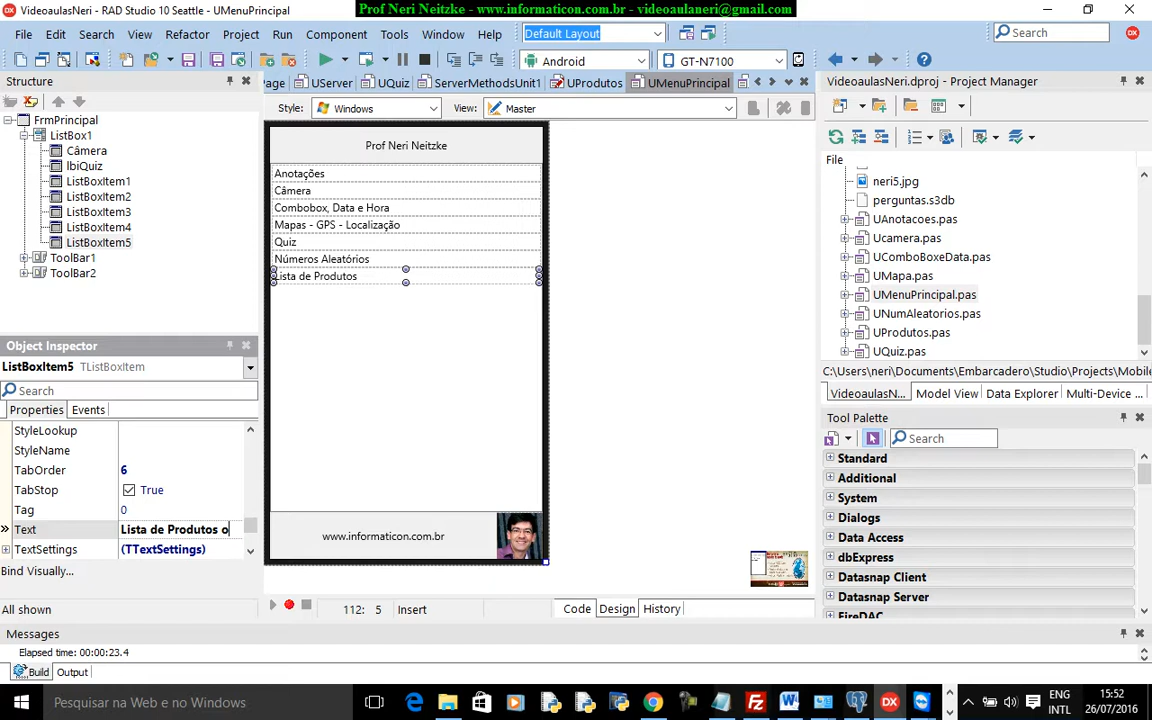 Prof Neri Neitzke - www.informaticon.com.br - videoaulaneri@gmail.com
VideoaulasNeri - RAD Studio 10 Seattle - UMenuPrincipal
File Edit Search View Refactor Project Run Component Tools Window Help
Default Layout
Search
Android
GT-N7100
Structure
FrmPrincipal
ListBox1
Câmera
lbiQuiz
ListBoxItem1
ListBoxItem2
ListBoxItem3
ListBoxItem4
ListBoxItem5
ToolBar1
ToolBar2
Object Inspector
ListBoxItem5 TListBoxItem
Search
Properties Events
StyleLookup
StyleName
TabOrder 6
TabStop True
Tag 0
Text Lista de Produtos o
TextSettings (TTextSettings)
Bind Visually...
All shown
age UServer UQuiz ServerMethodsUnit1 UProdutos UMenuPrincipal
Style: Windows View: Master
Prof Neri Neitzke
Anotações
Câmera
Combobox, Data e Hora
Mapas - GPS - Localização
Quiz
Números Aleatórios
Lista de Produtos
www.informaticon.com.br
112: 5 Insert
Code Design History
VideoaulasNeri.dproj - Project Manager
File
neri5.jpg
perguntas.s3db
UAnotacoes.pas
Ucamera.pas
UComboBoxeData.pas
UMapa.pas
UMenuPrincipal.pas
UNumAleatorios.pas
UProdutos.pas
UQuiz.pas
C:\Users\neri\Documents\Embarcadero\Studio\Projects\Mobile
VideoaulasN... Model View Data Explorer Multi-Device ...
Tool Palette
Search
Standard
Additional
System
Dialogs
Data Access
dbExpress
Datasnap Client
Datasnap Server
FireDAC
Messages
Elapsed time: 00:00:23.4
Build Output
Pesquisar na Web e no Windows
ENG
INTL
15:52
26/07/2016